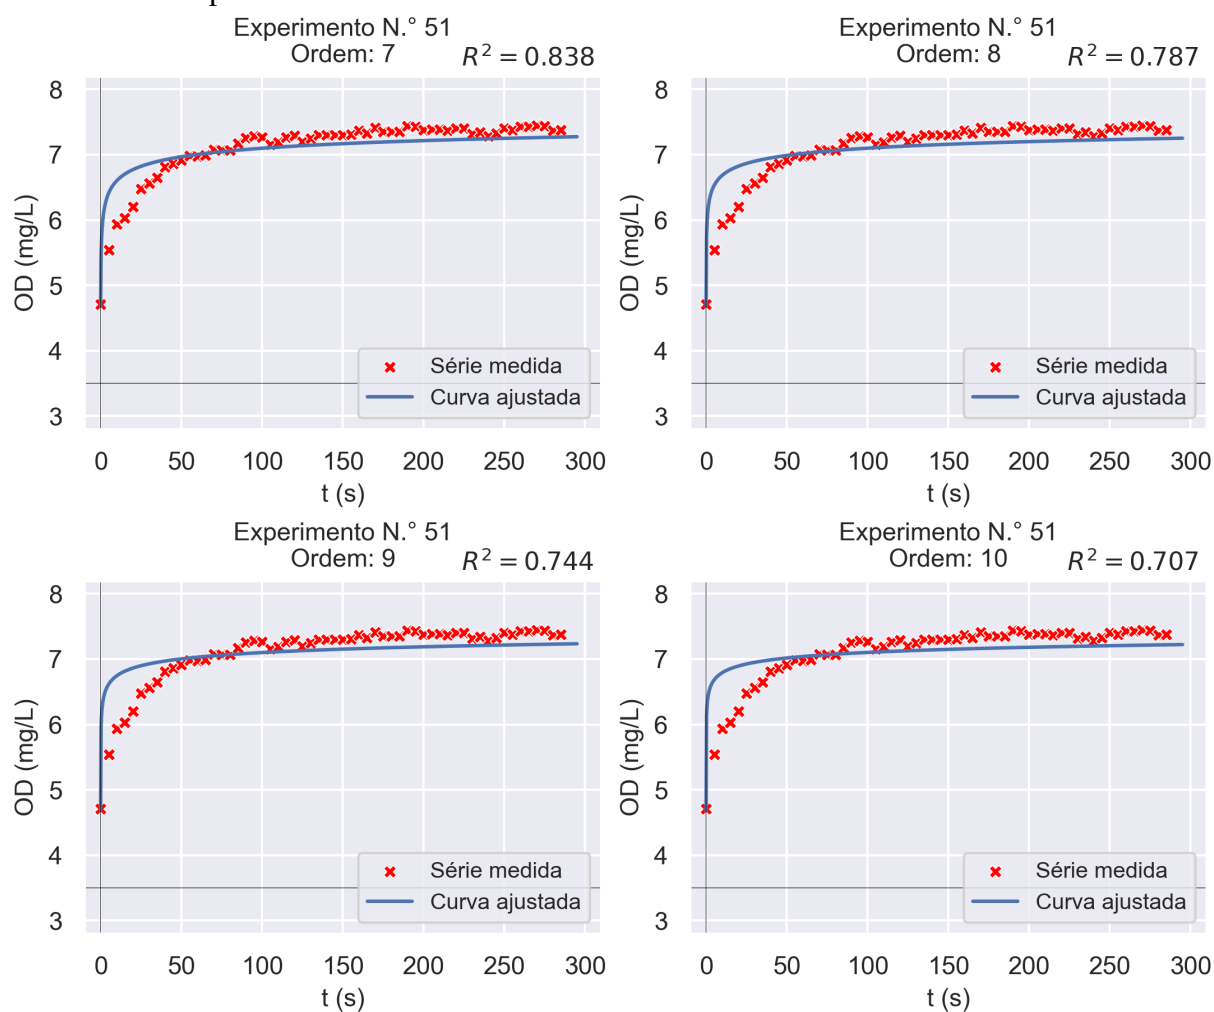 Experimento N.° 51
Ordem: 7
R² = 0.838
8
7
6
5
4
3
OD (mg/L)
Série medida
Curva ajustada
0 50 100 150 200 250 300
t (s)
Experimento N.° 51
Ordem: 8
R² = 0.787
8
7
6
5
4
3
OD (mg/L)
Série medida
Curva ajustada
0 50 100 150 200 250 300
t (s)
Experimento N.° 51
Ordem: 9
R² = 0.744
8
7
6
5
4
3
OD (mg/L)
Série medida
Curva ajustada
0 50 100 150 200 250 300
t (s)
Experimento N.° 51
Ordem: 10
R² = 0.707
8
7
6
5
4
3
OD (mg/L)
Série medida
Curva ajustada
0 50 100 150 200 250 300
t (s)